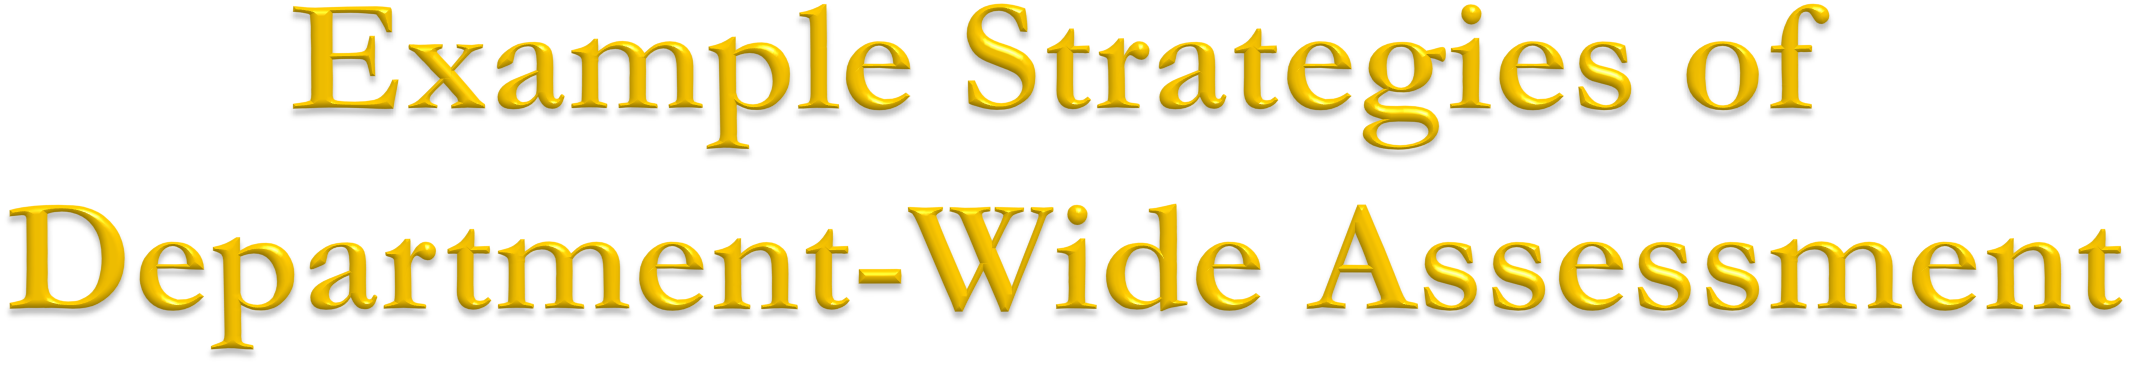 Example Strategies of
Department-Wide Assessment